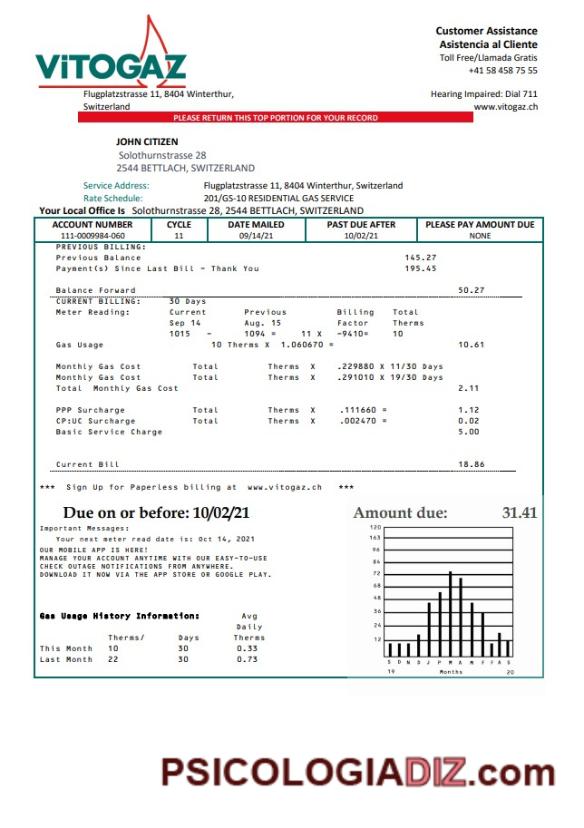 ViTOGAZ
Customer Assistance
Asistencia al Cliente
Toll Free/Llamada Gratis
+41 58 458 75 55
Flugplatzstrasse 11, 8404 Winterthur,
Switzerland
Hearing Impaired: Dial 711
www.vitogaz.ch
PLEASE RETURN THIS TOP PORTION FOR YOUR RECORD
JOHN CITIZEN
Solothurnstrasse 28
2544 BETTLACH, SWITZERLAND
Service Address: Flugplatzstrasse 11, 8404 Winterthur, Switzerland
Rate Schedule: 201/GS-10 RESIDENTIAL GAS SERVICE
Your Local Office Is Solothurnstrasse 28, 2544 BETTLACH, SWITZERLAND
ACCOUNT NUMBER CYCLE DATE MAILED PAST DUE AFTER PLEASE PAY AMOUNT DUE
111-0009984-060 11 09/14/21 10/02/21 NONE
PREVIOUS BILLING:
Previous Balance 145.27
Payment(s) Since Last Bill - Thank You 195.45
Balance Forward 50.27
CURRENT BILLING: 30 Days
Meter Reading: Current Previous Billing Total
Sep 14 Aug. 15 Factor Therms
1015 - 1094 = 11 X -9410= 10
Gas Usage 10 Therms X 1.060670 = 10.61
Monthly Gas Cost Total Therms X .229880 X 11/30 Days
Monthly Gas Cost Total Therms X .291010 X 19/30 Days
Total Monthly Gas Cost 2.11
PPP Surcharge Total Therms X .111660 = 1.12
CP:UC Surcharge Total Therms X .002470 = 0.02
Basic Service Charge 5.00
Current Bill 18.86
*** Sign Up for Paperless billing at www.vitogaz.ch ***
Due on or before: 10/02/21 Amount due: 31.41
Important Messages:
Your next meter read date is: Oct 14, 2021
OUR MOBILE APP IS HERE!
MANAGE YOUR ACCOUNT ANYTIME WITH OUR EASY-TO-USE
CHECK OUTAGE NOTIFICATIONS FROM ANYWHERE.
DOWNLOAD IT NOW VIA THE APP STORE OR GOOGLE PLAY.
Gas Usage History Information: Avg
Daily
Therms/ Days Therms
This Month 10 30 0.33
Last Month 22 30 0.73
120
163
96
84
72
68
48
36
24
12
S D N D J P M A M J F F A S
19 Months 20
PSICOLOGIADIZ.com